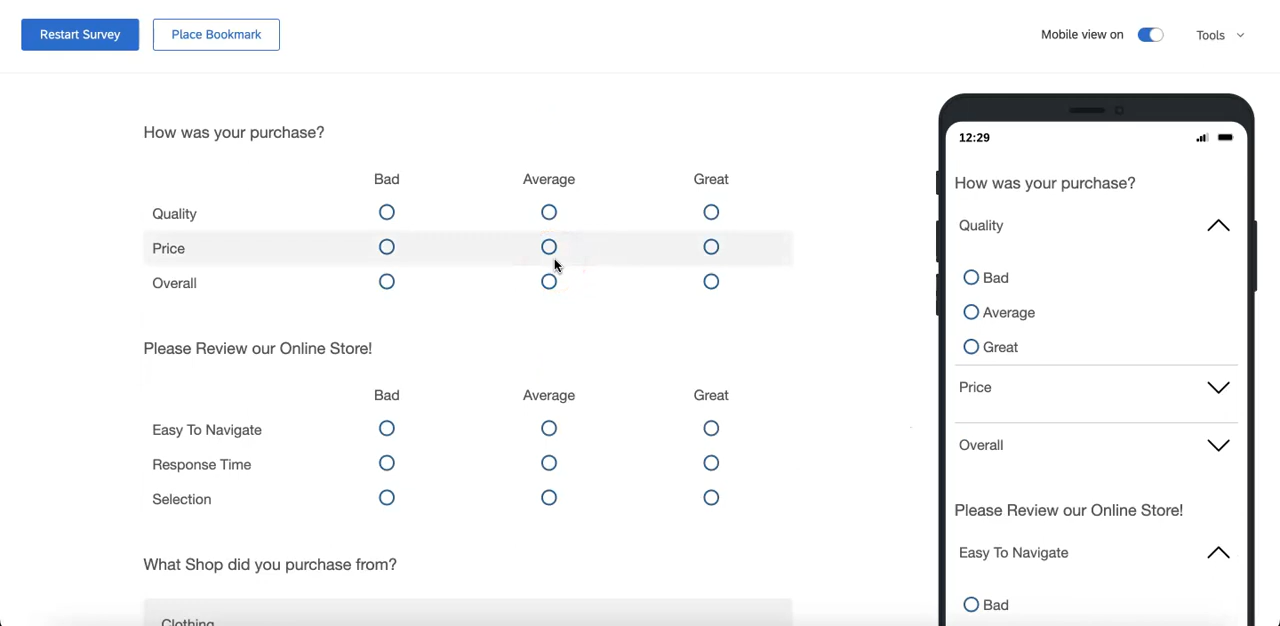 Restart Survey Place Bookmark Mobile view on Tools
How was your purchase?
Bad Average Great
Quality
Price
Overall
Please Review our Online Store!
Bad Average Great
Easy To Navigate
Response Time
Selection
What Shop did you purchase from?
Clothing
12:29
How was your purchase?
Quality
Bad
Average
Great
Price
Overall
Please Review our Online Store!
Easy To Navigate
Bad